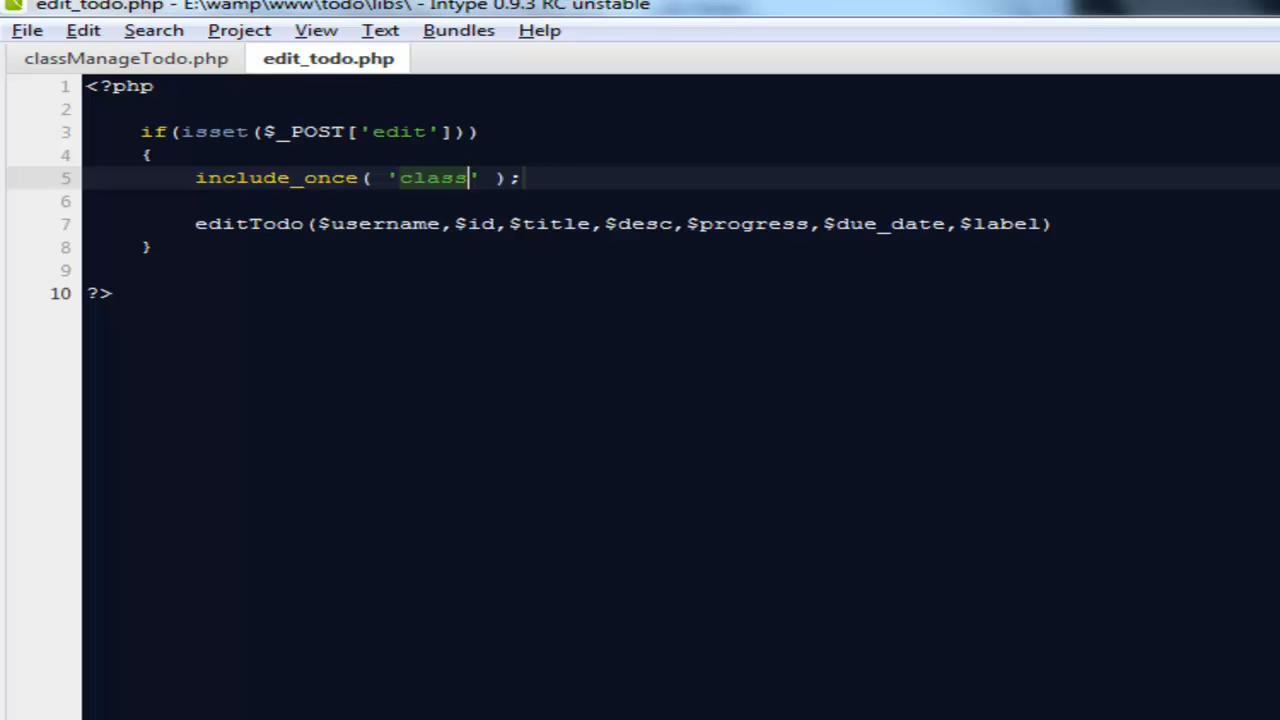 edit_todo.php - E:\wamp\www\todo\libs\ - Intype 0.9.3 RC unstable
File Edit Search Project View Text Bundles Help
classManageTodo.php edit_todo.php
1 <?php
2
3 if(isset($_POST['edit']))
4 {
5 include_once( 'class' );
6
7 editTodo($username,$id,$title,$desc,$progress,$due_date,$label)
8 }
9
10 ?>